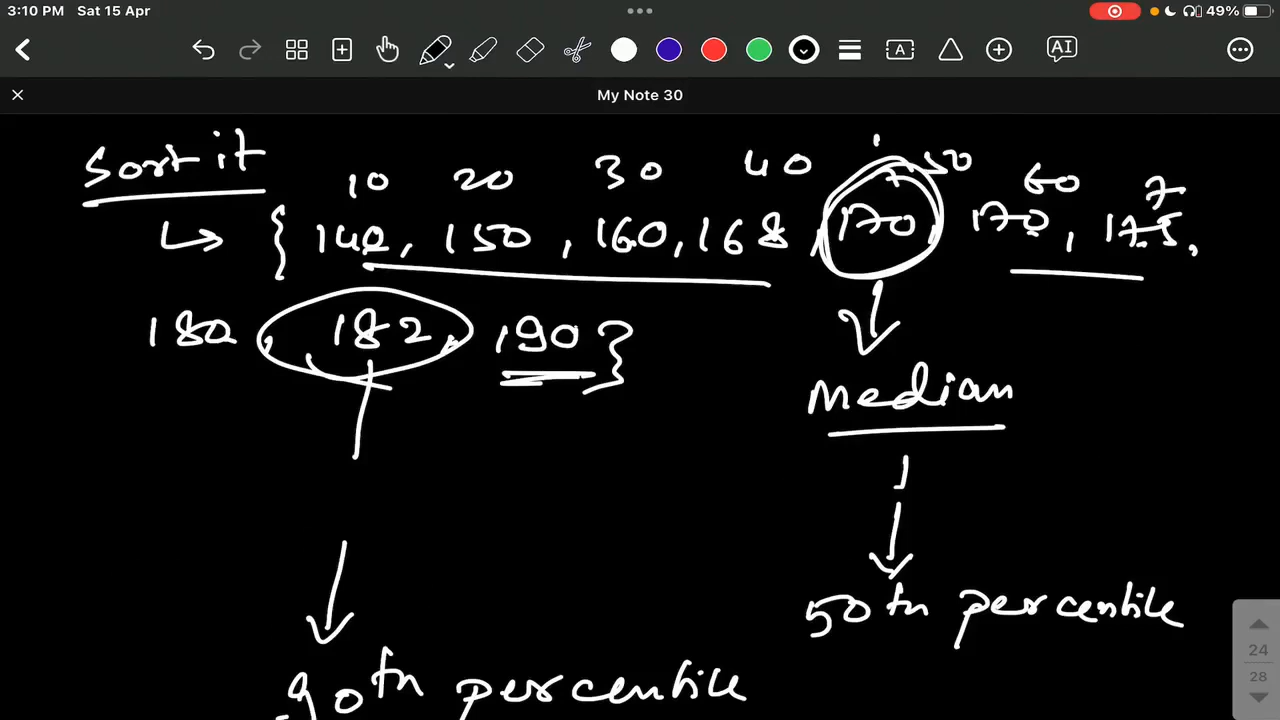 3:10 PM Sat 15 Apr
49%
My Note 30
Sort it
10 20 30 40 50 60 7
{ 140, 150, 160, 168, 170, 170, 175,
180, 182, 190 }
Median
50th percentile
90th percentile
A
AI
24
28